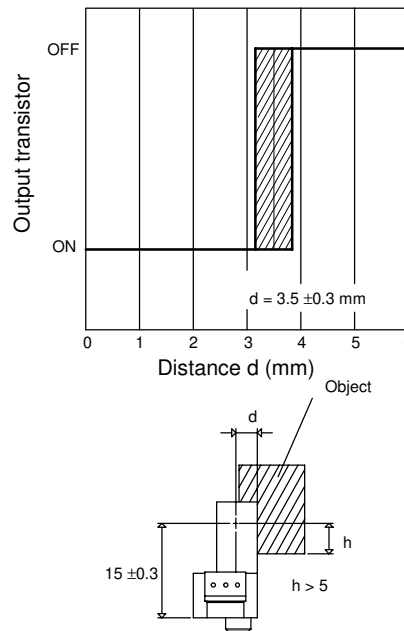 OFF
Output transistor
ON
d = 3.5 ±0.3 mm
0 1 2 3 4 5
Distance d (mm)
Object
d
h
15 ±0.3
h > 5